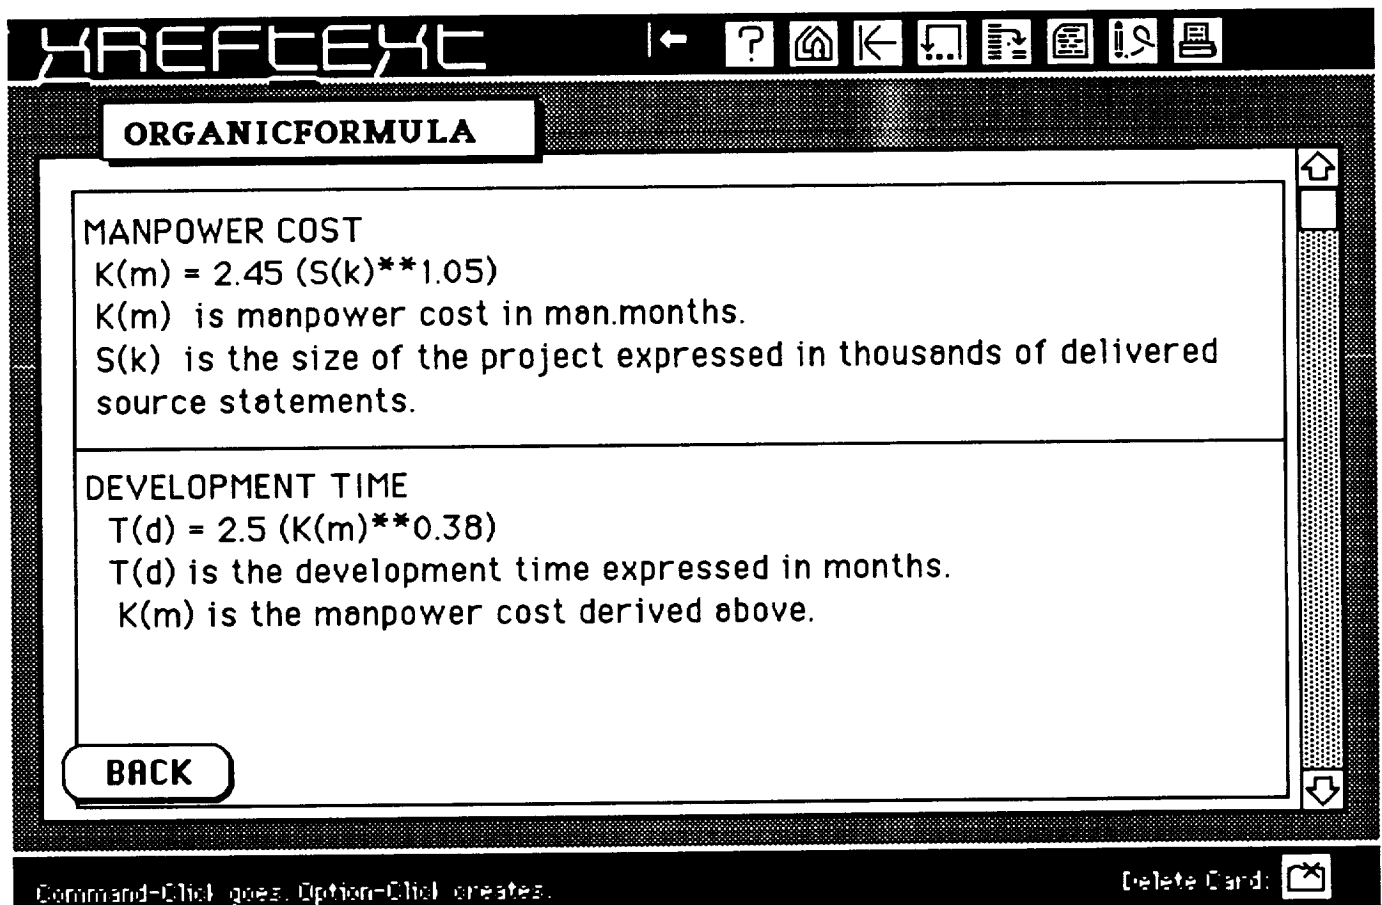 XREFTEXT
?
ORGANICFORMULA
MANPOWER COST
K(m) = 2.45 (S(k)**1.05)
K(m) is manpower cost in man.months.
S(k) is the size of the project expressed in thousands of delivered
source statements.
DEVELOPMENT TIME
T(d) = 2.5 (K(m)**0.38)
T(d) is the development time expressed in months.
K(m) is the manpower cost derived above.
BACK
Command-Click goes. Option-Click creates.
Delete Card: